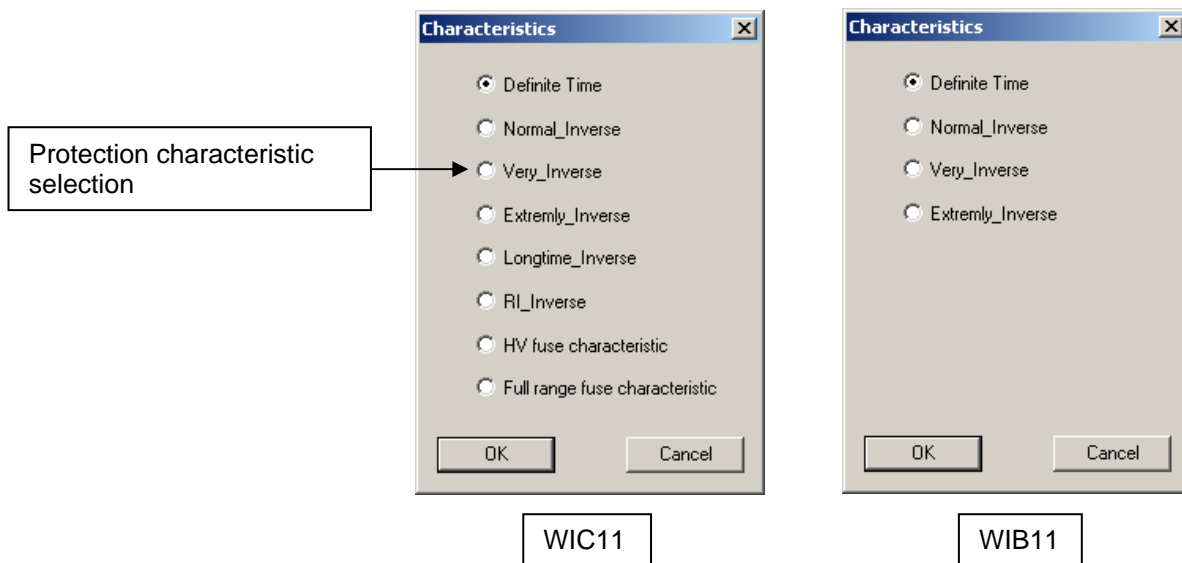 Protection characteristic
selection
Characteristics
Definite Time
Normal_Inverse
Very_Inverse
Extremly_Inverse
Longtime_Inverse
RI_Inverse
HV fuse characteristic
Full range fuse characteristic
OK
Cancel
WIC11
Characteristics
Definite Time
Normal_Inverse
Very_Inverse
Extremly_Inverse
OK
Cancel
WIB11